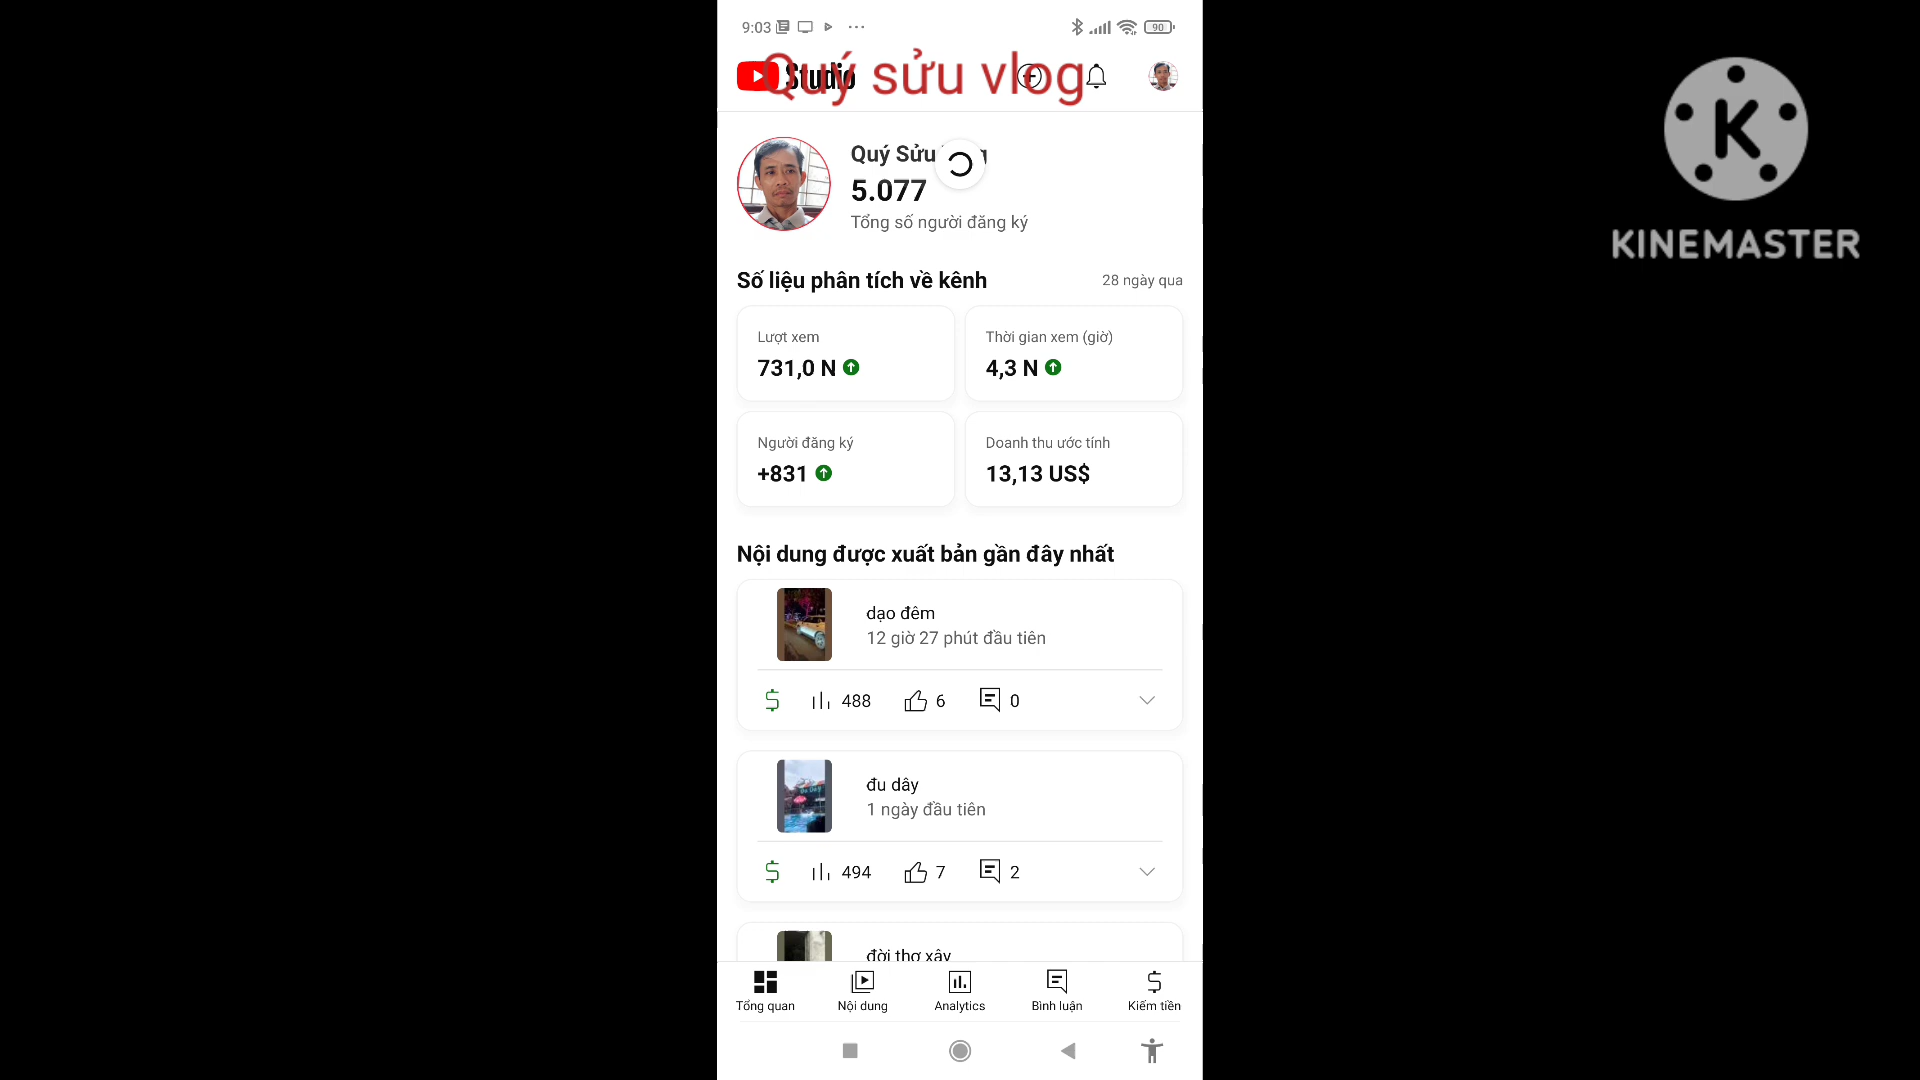 9:03
90
Studio
Quý sửu vlog
K
KINEMASTER
Quý Sửu
5.077
Tổng số người đăng ký
Số liệu phân tích về kênh
28 ngày qua
Lượt xem
731,0 N
Thời gian xem (giờ)
4,3 N
Người đăng ký
+831
Doanh thu ước tính
13,13 US$
Nội dung được xuất bản gần đây nhất
dạo đêm
12 giờ 27 phút đầu tiên
488 6 0
đu dây
1 ngày đầu tiên
494 7 2
đời thợ xây
Tổng quan
Nội dung
Analytics
Bình luận
Kiếm tiền